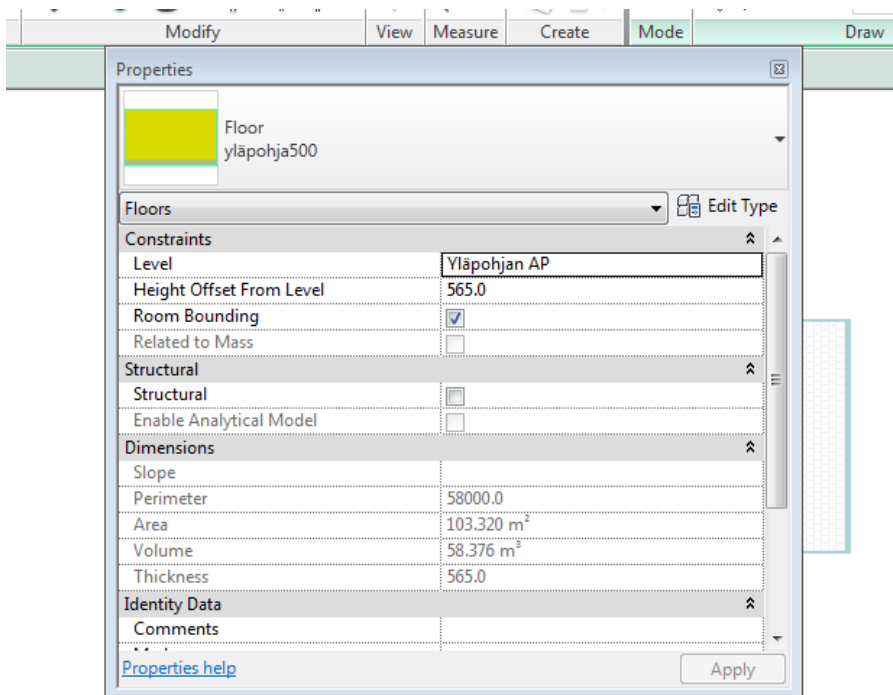 Modify View Measure Create Mode Draw
Properties
Floor
yläpohja500
Floors Edit Type
Constraints
Level Yläpohjan AP
Height Offset From Level 565.0
Room Bounding
Related to Mass
Structural
Structural
Enable Analytical Model
Dimensions
Slope
Perimeter 58000.0
Area 103.320 m²
Volume 58.376 m³
Thickness 565.0
Identity Data
Comments
Properties help Apply